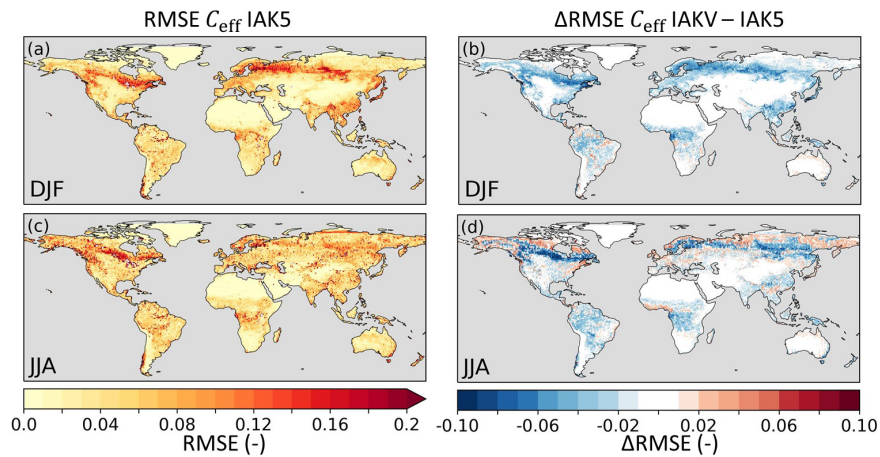 RMSE C_eff IAK5
ΔRMSE C_eff IAKV – IAK5
(a)
DJF
(b)
DJF
(c)
JJA
(d)
JJA
0.0 0.04 0.08 0.12 0.16 0.2
RMSE (-)
-0.10 -0.06 -0.02 0.02 0.06 0.10
ΔRMSE (-)